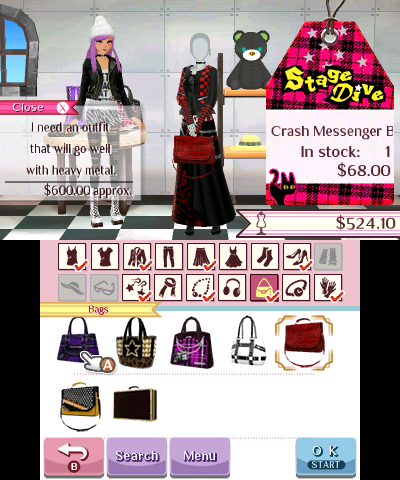 Close X
I need an outfit
that will go well
with heavy metal.
$600.00 approx.
Stage
Dive
Crash Messenger B
In stock: 1
$68.00
$524.10
Bags
A
B
Search
Menu
OK
START